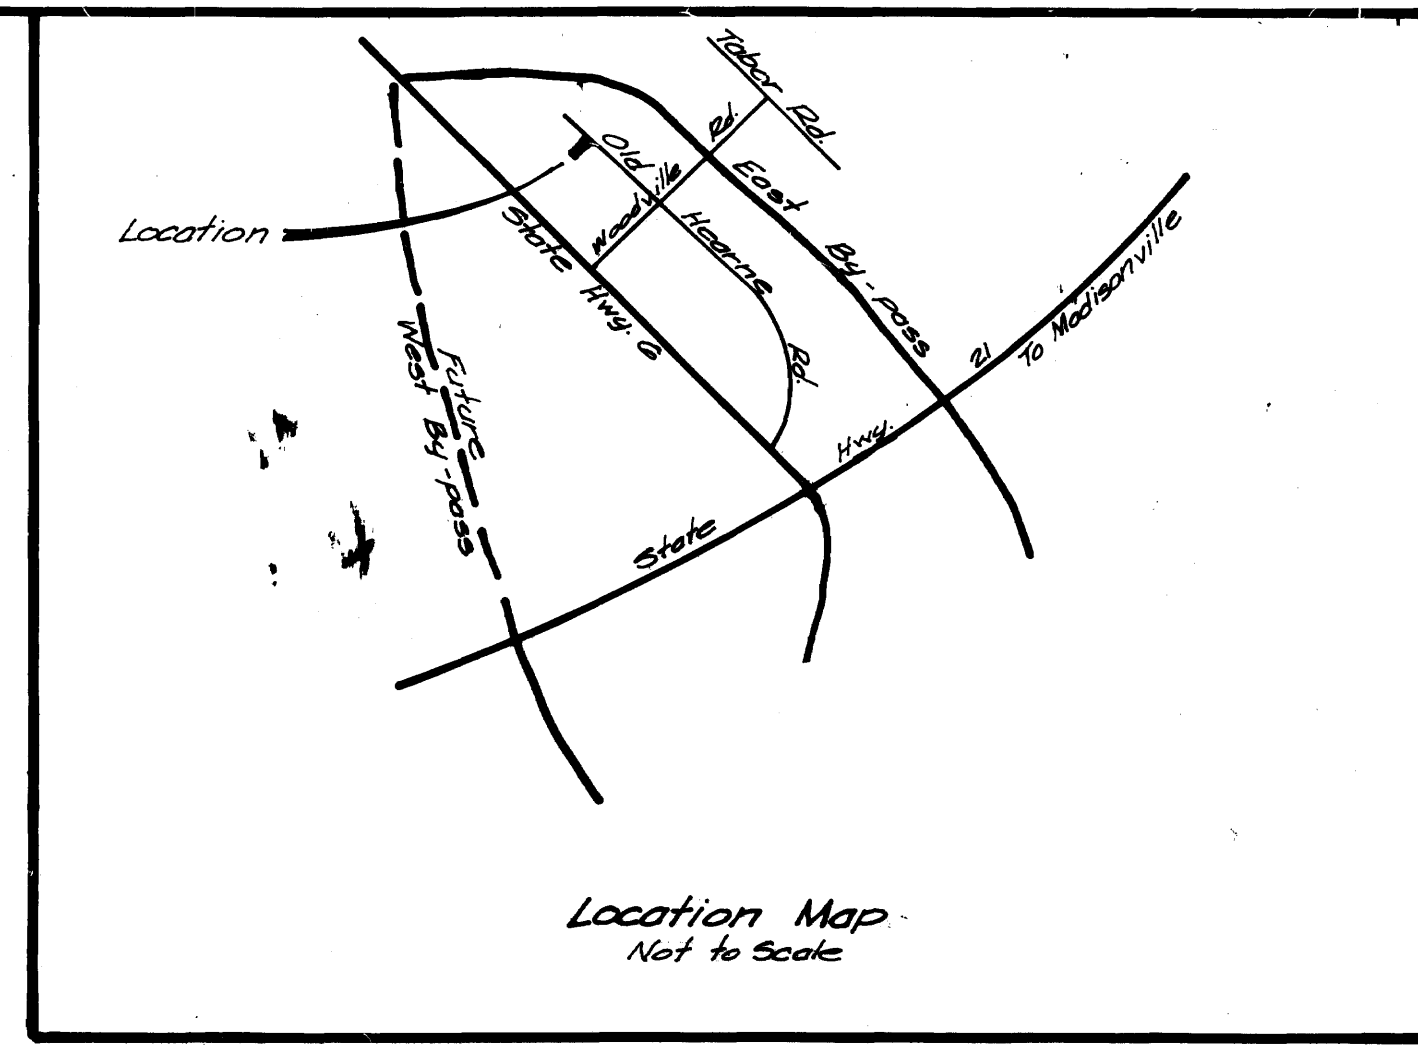 Tabor Rd.
Woodville Rd.
Old Hearne Rd.
East By-pass
Location
State Hwy. 6
State Hwy. 21
To Madisonville
Future
West By-pass
Location Map
Not to Scale